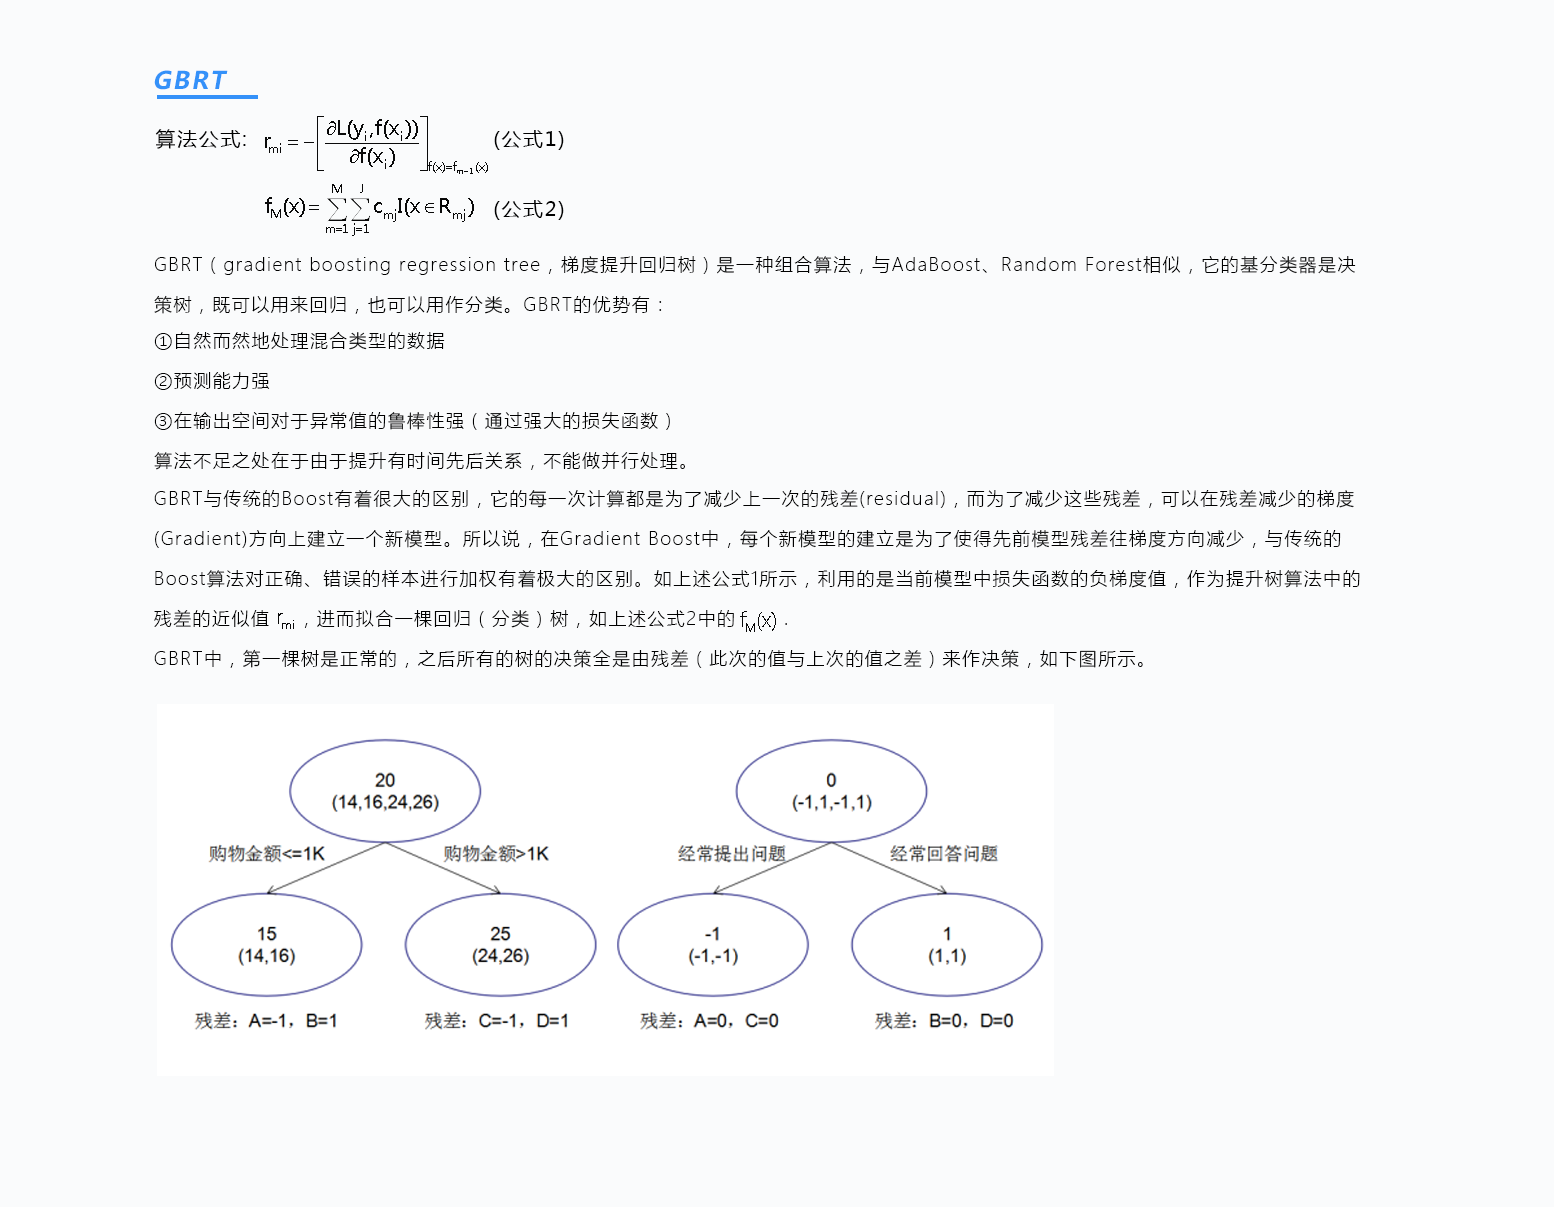 GBRT
算法公式: r_mi = −[∂L(y_i,f(x_i))/∂f(x_i)]_f(x)=f_m−1(x) (公式1)
f_M(x)= ∑_{m=1}^{M} ∑_{j=1}^{J} c_mj I(x∈R_mj) (公式2)
GBRT（gradient boosting regression tree，梯度提升回归树）是一种组合算法，与AdaBoost、Random Forest相似，它的基分类器是决
策树，既可以用来回归，也可以用作分类。GBRT的优势有：
①自然而然地处理混合类型的数据
②预测能力强
③在输出空间对于异常值的鲁棒性强（通过强大的损失函数）
算法不足之处在于由于提升有时间先后关系，不能做并行处理。
GBRT与传统的Boost有着很大的区别，它的每一次计算都是为了减少上一次的残差(residual)，而为了减少这些残差，可以在残差减少的梯度
(Gradient)方向上建立一个新模型。所以说，在Gradient Boost中，每个新模型的建立是为了使得先前模型残差往梯度方向减少，与传统的
Boost算法对正确、错误的样本进行加权有着极大的区别。如上述公式1所示，利用的是当前模型中损失函数的负梯度值，作为提升树算法中的
残差的近似值 r_mi，进而拟合一棵回归（分类）树，如上述公式2中的 f_M(x) .
GBRT中，第一棵树是正常的，之后所有的树的决策全是由残差（此次的值与上次的值之差）来作决策，如下图所示。
20
(14,16,24,26)
购物金额<=1K
购物金额>1K
15
(14,16)
25
(24,26)
残差：A=-1，B=1
残差：C=-1，D=1
0
(-1,1,-1,1)
经常提出问题
经常回答问题
-1
(-1,-1)
1
(1,1)
残差：A=0，C=0
残差：B=0，D=0